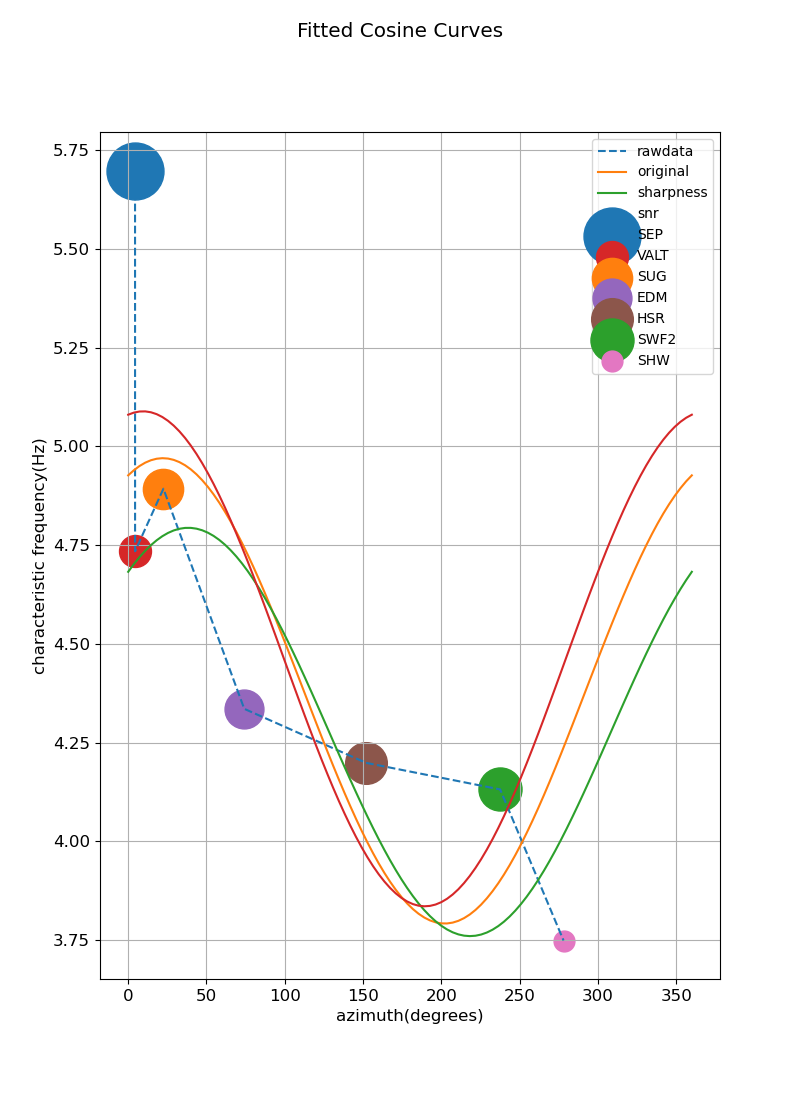 Fitted Cosine Curves
5.75
5.50
5.25
5.00
4.75
4.50
4.25
4.00
3.75
characteristic frequency(Hz)
rawdata
original
sharpness
snr
SEP
VALT
SUG
EDM
HSR
SWF2
SHW
0 50 100 150 200 250 300 350
azimuth(degrees)